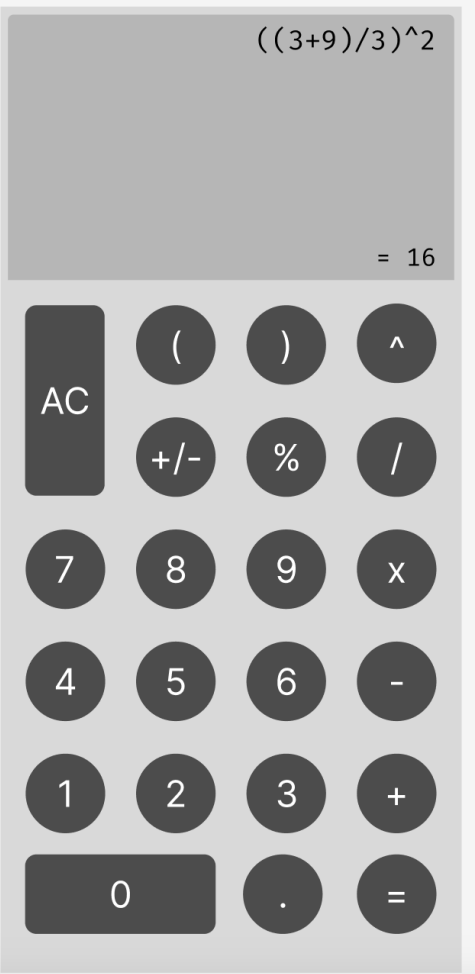 ((3+9)/3)^2
= 16
AC ( ) ^
+/- % /
7 8 9 x
4 5 6 -
1 2 3 +
0 . =